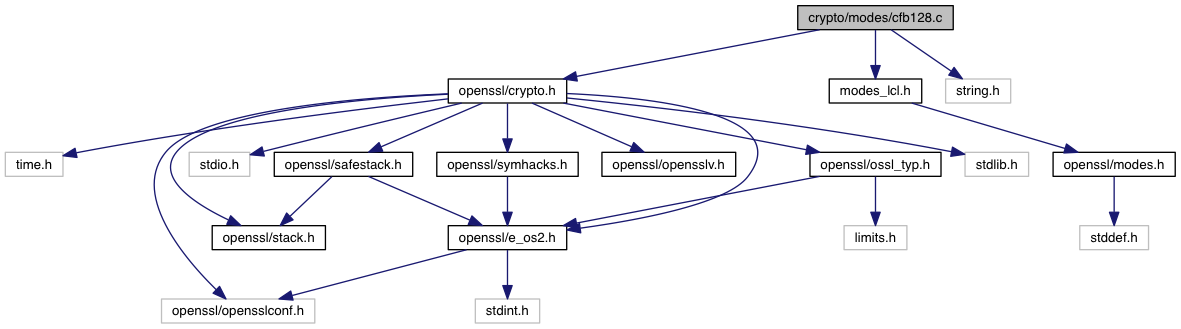 crypto/modes/cfb128.c
openssl/crypto.h
modes_lcl.h
string.h
time.h
stdio.h
openssl/safestack.h
openssl/symhacks.h
openssl/opensslv.h
openssl/ossl_typ.h
stdlib.h
openssl/modes.h
openssl/stack.h
openssl/e_os2.h
limits.h
stddef.h
openssl/opensslconf.h
stdint.h